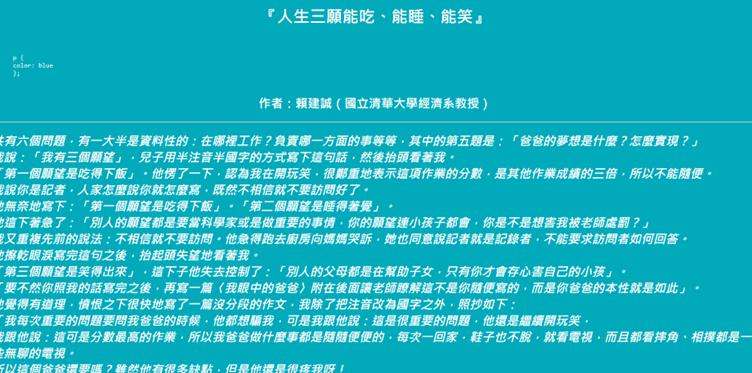 『人生三願能吃、能睡、能笑』
p {
color: blue
};
作者：賴建誠（國立清華大學經濟系教授）
共有六個問題，有一大半是資料性的：在哪裡工作？負責哪一方面的事等等，其中的第五題是：「爸爸的夢想是什麼？怎麼實現？」
我說：「我有三個願望」，兒子用半注音半國字的方式寫下這句話，然後抬頭看著我。
「第一個願望是吃得下飯」。他愣了一下，認為我在開玩笑，很鄭重地表示這項作業的分數，是其他作業成績的三倍，所以不能隨便。
我說你是記者，人家怎麼說你就怎麼寫，既然不相信就不要訪問好了。
他無奈地寫下：「第一個願望是吃得下飯」。「第二個願望是睡得著覺」。
他這下著急了：「別人的願望都是要當科學家或是做重要的事情，你的願望連小孩子都會，你是不是想害我被老師處罰？」
我又重複先前的說法：不相信就不要訪問。他急得跑去廚房向媽媽哭訴，她也同意說記者就是記錄者，不能要求訪問者如何回答。
他擦乾眼淚寫完這句之後，抬起頭失望地看著我。
「第三個願望是笑得出來」，這下子他失去控制了：「別人的父母都是在幫助子女，只有你才會存心害自己的小孩」。
「要不然你照我的話寫完之後，再寫一篇〈我眼中的爸爸〉附在後面讓老師瞭解這不是你隨便寫的，而是你爸爸的本性就是如此」。
他覺得有道理，憤恨之下很快地寫了一篇沒分段的作文，我除了把注音改為國字之外，照抄如下：
「我每次重要的問題要問我爸爸的時候，他都想騙我，可是我跟他說：這是很重要的問題，他還是繼續開玩笑，
我跟他說：這可是分數最高的作業，所以我爸爸做什麼事都是隨隨便便的，每次一回家，鞋子也不脫，就看電視，而且都看摔角、相撲都是一
些無聊的電視。
所以這個爸爸還要嗎？雖然他有很多缺點，但是他還是很疼我呀！